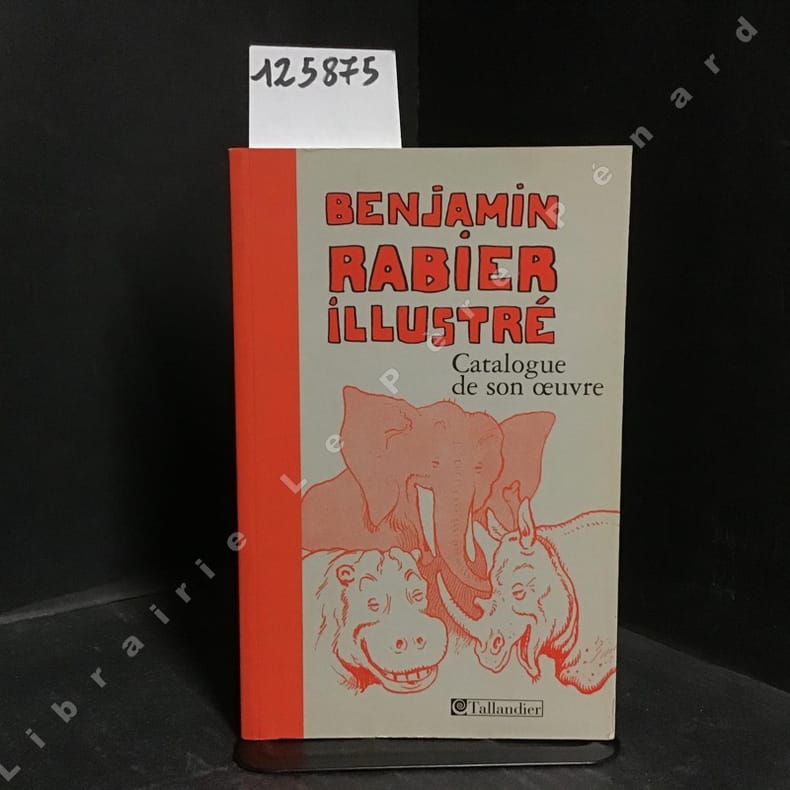 125875
BENJAMIN
RABIER
ILLUSTRÉ
Catalogue
de son œuvre
Tallandier
Librairie Le Père Pénard